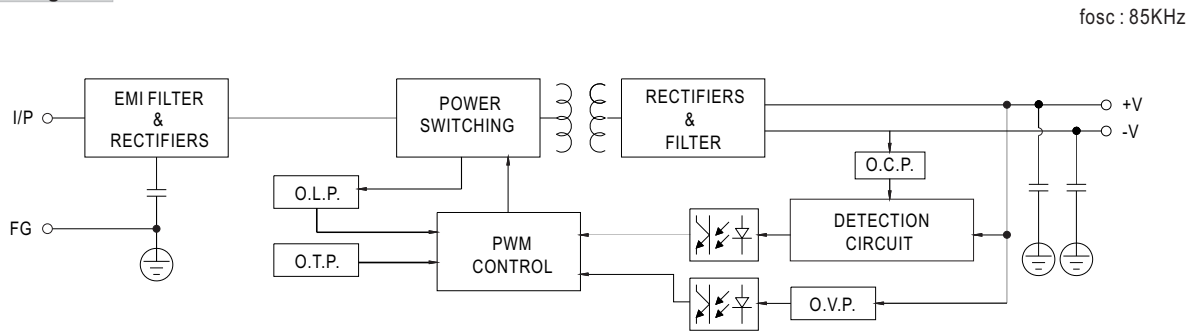 fosc : 85KHz
I/P
EMI FILTER
&
RECTIFIERS
POWER
SWITCHING
RECTIFIERS
&
FILTER
+V
-V
O.C.P.
O.L.P.
FG
DETECTION
CIRCUIT
PWM
CONTROL
O.T.P.
O.V.P.